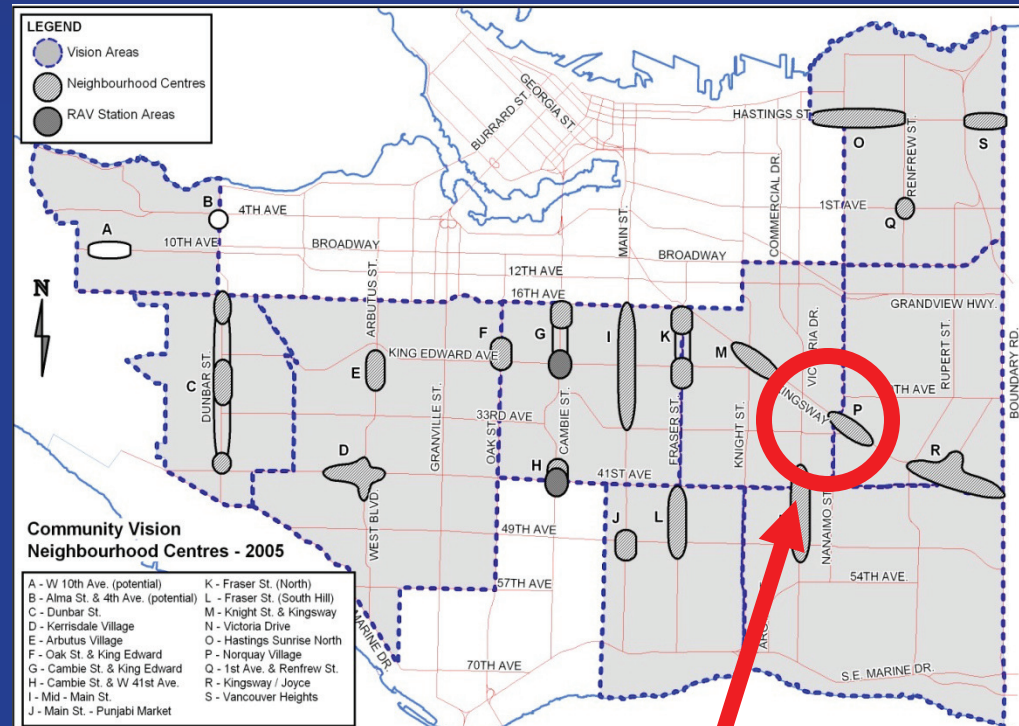 LEGEND
Vision Areas
Neighbourhood Centres
RAV Station Areas
GEORGIA ST.
BURRARD ST.
HASTINGS ST.
O
S
RENFREW ST.
COMMERCIAL DR.
MAIN ST.
B
4TH AVE
1ST AVE
Q
A
10TH AVE
BROADWAY
BROADWAY
12TH AVE
16TH AVE
GRANDVIEW HWY.
N
ARBUTUS ST.
F
G
I
K
M
VICTORIA DR.
RUPERT ST.
BOUNDARY RD.
KING EDWARD AVE
C
DUNBAR ST.
E
GRANVILLE ST.
OAK ST.
CAMBIE ST.
33RD AVE
FRASER ST.
KNIGHT ST.
P
D
H
41ST AVE
R
WEST BLVD.
49TH AVE
J
L
NANAIMO ST.
54TH AVE.
57TH AVE
MARINE DR.
70TH AVE
S.E. MARINE DR.
Community Vision
Neighbourhood Centres - 2005
A - W 10th Ave. (potential)
B - Alma St. & 4th Ave. (potential)
C - Dunbar St.
D - Kerrisdale Village
E - Arbutus Village
F - Oak St. & King Edward
G - Cambie St. & King Edward
H - Cambie St. & W 41st Ave.
I - Mid - Main St.
J - Main St. - Punjabi Market
K - Fraser St. (North)
L - Fraser St. (South Hill)
M - Knight St. & Kingsway
N - Victoria Drive
O - Hastings Sunrise North
P - Norquay Village
Q - 1st Ave. & Renfrew St.
R - Kingsway / Joyce
S - Vancouver Heights